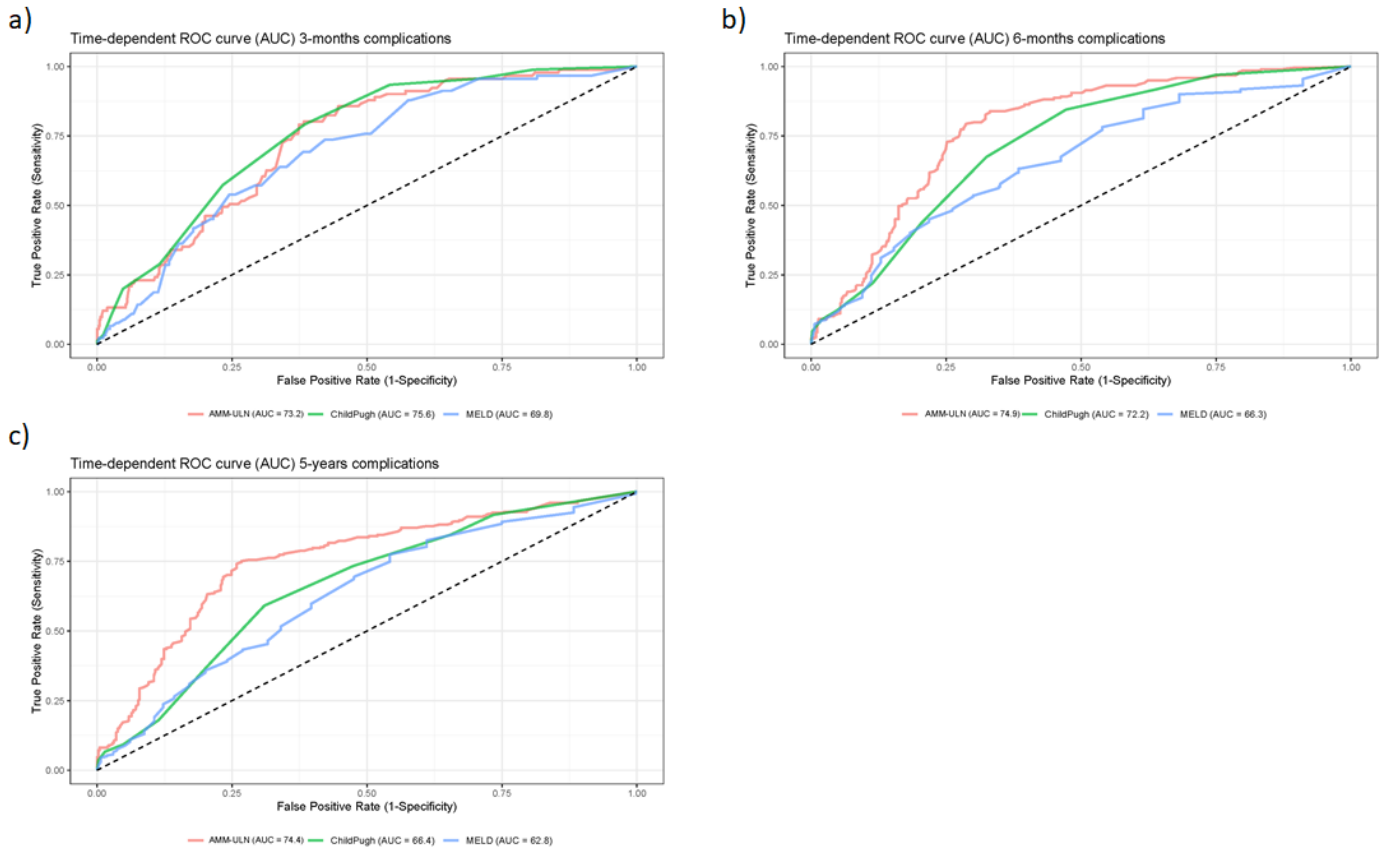 a)
Time-dependent ROC curve (AUC) 3-months complications
True Positive Rate (Sensitivity)
1.00
0.75
0.50
0.25
0.00
0.00 0.25 0.50 0.75 1.00
False Positive Rate (1-Specificity)
AMM-ULN (AUC = 73.2) ChildPugh (AUC = 75.6) MELD (AUC = 69.8)
b)
Time-dependent ROC curve (AUC) 6-months complications
True Positive Rate (Sensitivity)
1.00
0.75
0.50
0.25
0.00
0.00 0.25 0.50 0.75 1.00
False Positive Rate (1-Specificity)
AMM-ULN (AUC = 74.9) ChildPugh (AUC = 72.2) MELD (AUC = 66.3)
c)
Time-dependent ROC curve (AUC) 5-years complications
True Positive Rate (Sensitivity)
1.00
0.75
0.50
0.25
0.00
0.00 0.25 0.50 0.75 1.00
False Positive Rate (1-Specificity)
AMM-ULN (AUC = 74.4) ChildPugh (AUC = 66.4) MELD (AUC = 62.8)